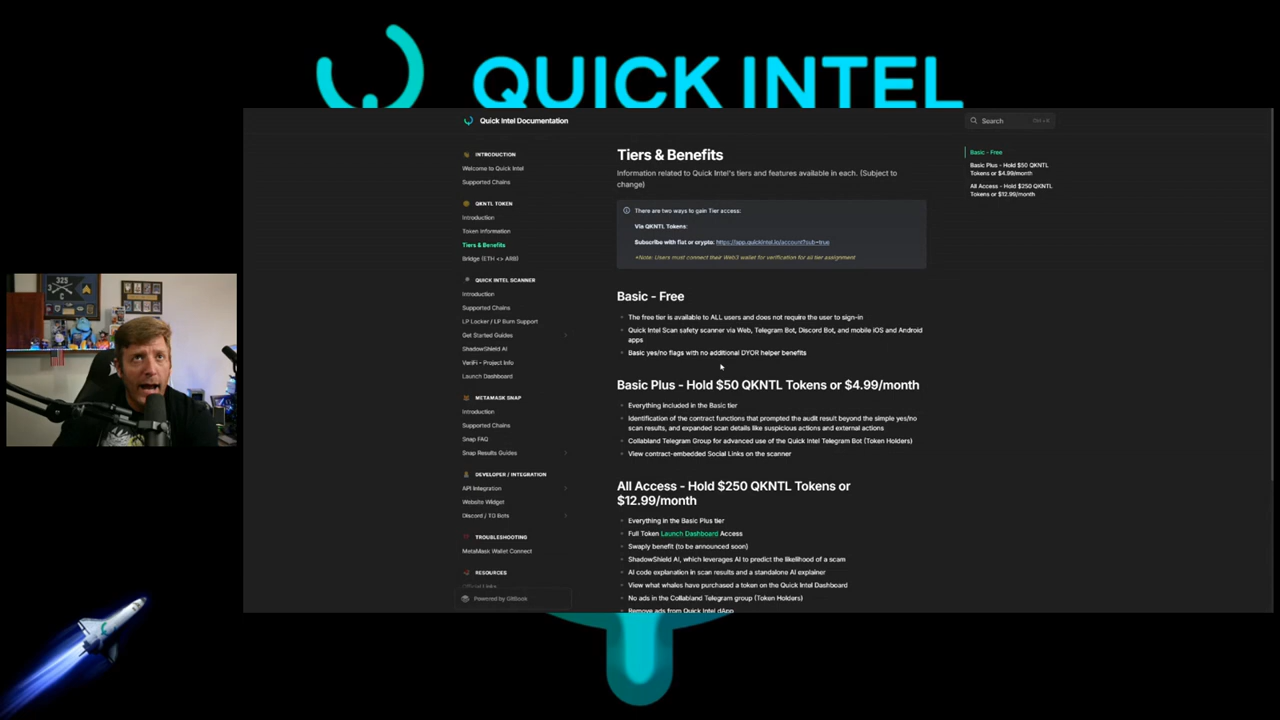 QUICK INTEL
Quick Intel Documentation
Search
Ctrl + K
INTRODUCTION
Welcome to Quick Intel
Supported Chains
QKNTL TOKEN
Introduction
Token Information
Tiers & Benefits
Bridge (ETH <> ARB)
QUICK INTEL SCANNER
Introduction
Supported Chains
LP Locker / LP Burn Support
Get Started Guides
ShadowShield AI
VeriFi - Project Info
Launch Dashboard
METAMASK SNAP
Introduction
Supported Chains
Snap FAQ
Snap Results Guides
DEVELOPER / INTEGRATION
API Integration
Website Widget
Discord / TG Bots
TROUBLESHOOTING
MetaMask Wallet Connect
RESOURCES
Official Links
Powered by GitBook
Tiers & Benefits
Information related to Quick Intel's tiers and features available in each. (Subject to
change)
There are two ways to gain Tier access:
Via QKNTL Tokens:
Subscribe with fiat or crypto: https://app.quickintel.io/account?sub=true
*Note: Users must connect their Web3 wallet for verification for all tier assignment
Basic - Free
The free tier is available to ALL users and does not require the user to sign-in
Quick Intel Scan safety scanner via Web, Telegram Bot, Discord Bot, and mobile iOS and Android
apps
Basic yes/no flags with no additional DYOR helper benefits
Basic Plus - Hold $50 QKNTL Tokens or $4.99/month
Everything included in the Basic tier
Identification of the contract functions that prompted the audit result beyond the simple yes/no
scan results, and expanded scan details like suspicious actions and external actions
Collabland Telegram Group for advanced use of the Quick Intel Telegram Bot (Token Holders)
View contract-embedded Social Links on the scanner
All Access - Hold $250 QKNTL Tokens or
$12.99/month
Everything in the Basic Plus tier
Full Token Launch Dashboard Access
Swaply benefit (to be announced soon)
ShadowShield AI, which leverages AI to predict the likelihood of a scam
AI code explanation in scan results and a standalone AI explainer
View what whales have purchased a token on the Quick Intel Dashboard
No ads in the Collabland Telegram group (Token Holders)
Remove ads from Quick Intel dApp
Basic - Free
Basic Plus - Hold $50 QKNTL
Tokens or $4.99/month
All Access - Hold $250 QKNTL
Tokens or $12.99/month
325
C
3